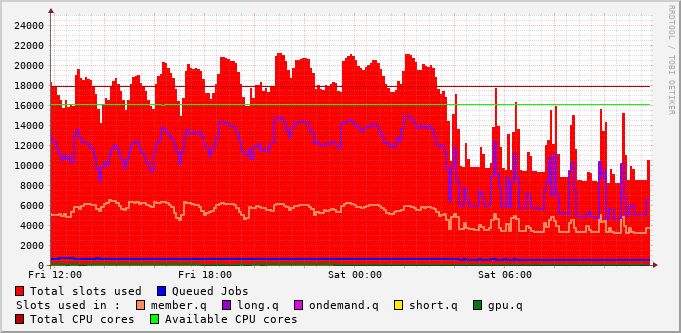 RRDTOOL / TOBI OETIKER
24000
22000
20000
18000
16000
14000
12000
10000
8000
6000
4000
2000
0
Fri 12:00 Fri 18:00 Sat 00:00 Sat 06:00
Total slots used Queued Jobs
Slots used in : member.q long.q ondemand.q short.q gpu.q
Total CPU cores Available CPU cores